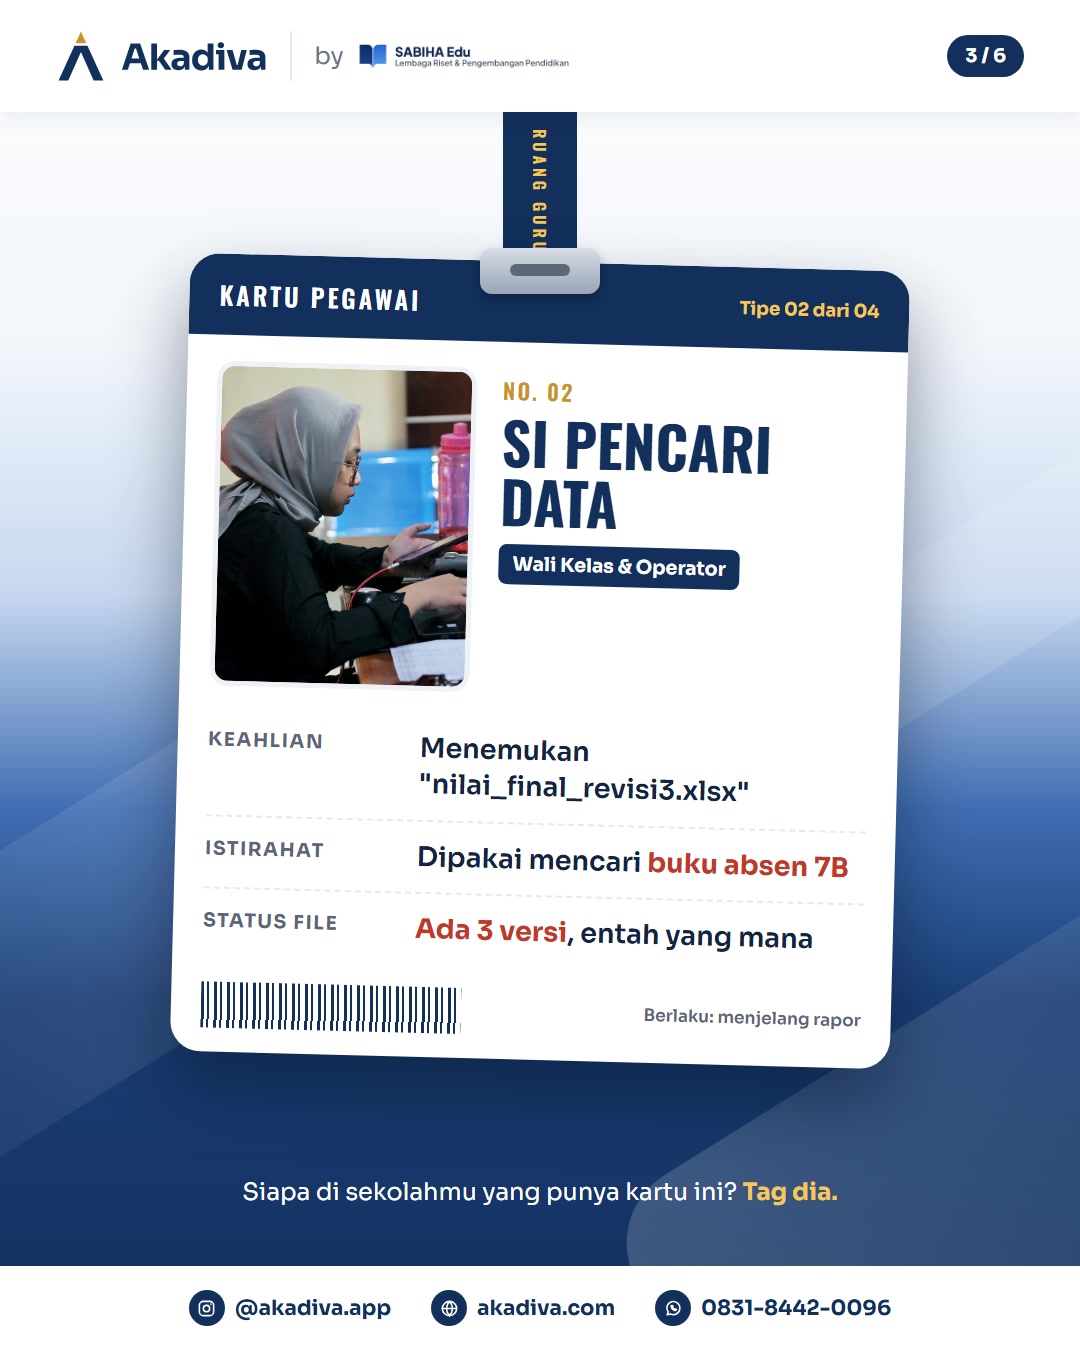 Akadiva
by
SABIHA Edu
Lembaga Riset & Pengembangan Pendidikan
3 / 6
RUANG GURU
KARTU PEGAWAI
Tipe 02 dari 04
NO. 02
SI PENCARI
DATA
Wali Kelas & Operator
KEAHLIAN
Menemukan
"nilai_final_revisi3.xlsx"
ISTIRAHAT
Dipakai mencari buku absen 7B
STATUS FILE
Ada 3 versi, entah yang mana
Berlaku: menjelang rapor
Siapa di sekolahmu yang punya kartu ini? Tag dia.
@akadiva.app
akadiva.com
0831-8442-0096